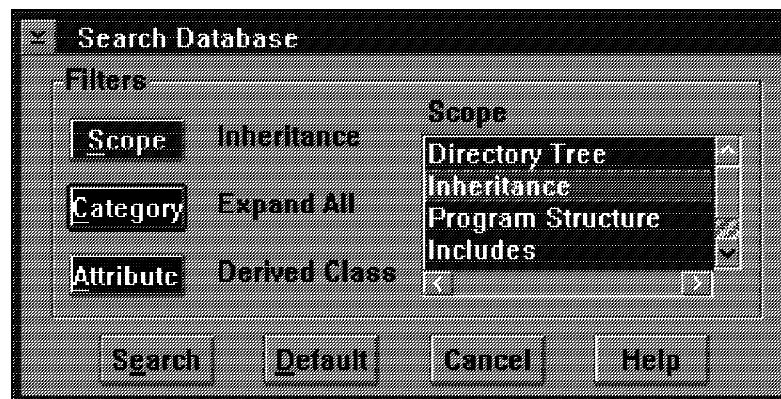 Search Database
Filters
Scope Inheritance
Category Expand All
Attribute Derived Class
Scope
Directory Tree
Inheritance
Program Structure
Includes
Search Default Cancel Help